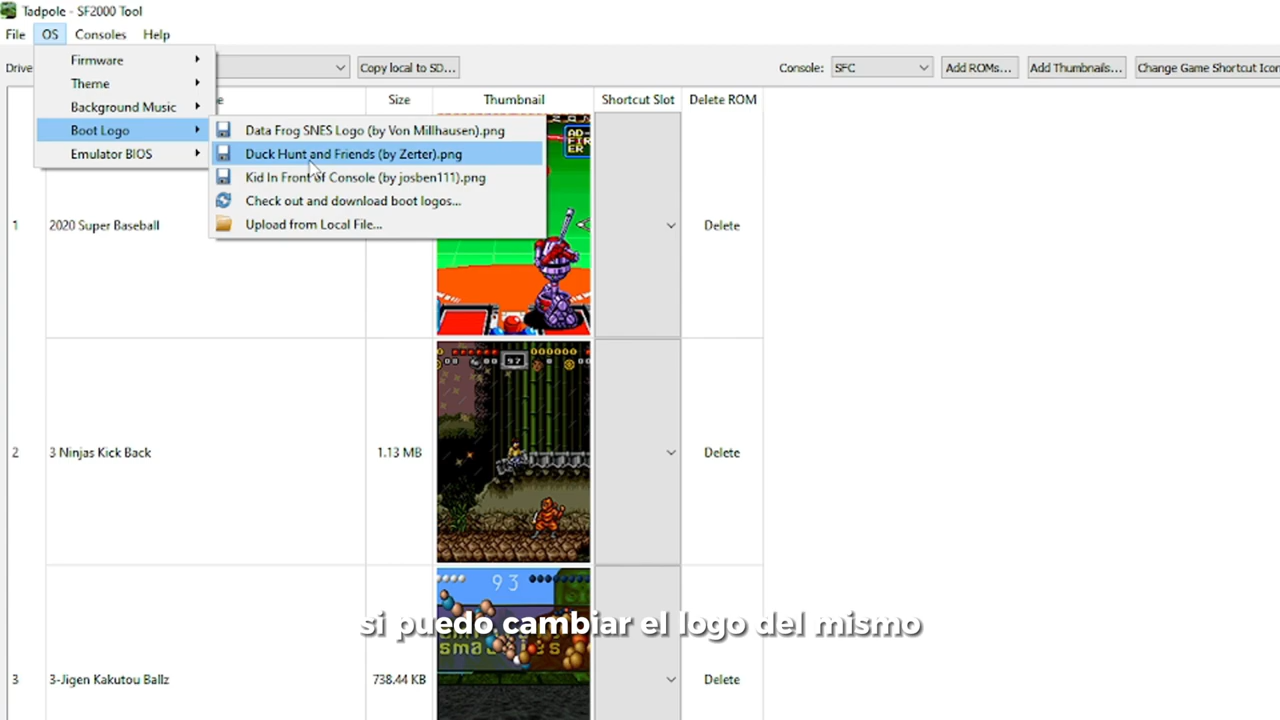 Tadpole - SF2000 Tool
File OS Consoles Help
Drive Copy local to SD... Console: SFC Add ROMs... Add Thumbnails... Change Game Shortcut Icon
Firmware
Theme
Background Music
Boot Logo
Emulator BIOS
Data Frog SNES Logo (by Von Millhausen).png
Duck Hunt and Friends (by Zerter).png
Kid In Front of Console (by josben111).png
Check out and download boot logos...
Upload from Local File...
e Size Thumbnail Shortcut Slot Delete ROM
AD-
FIR
ER
1 2020 Super Baseball Delete
97
2 3 Ninjas Kick Back 1.13 MB Delete
93
3 3-Jigen Kakutou Ballz 738.44 KB Delete
si puedo cambiar el logo del mismo